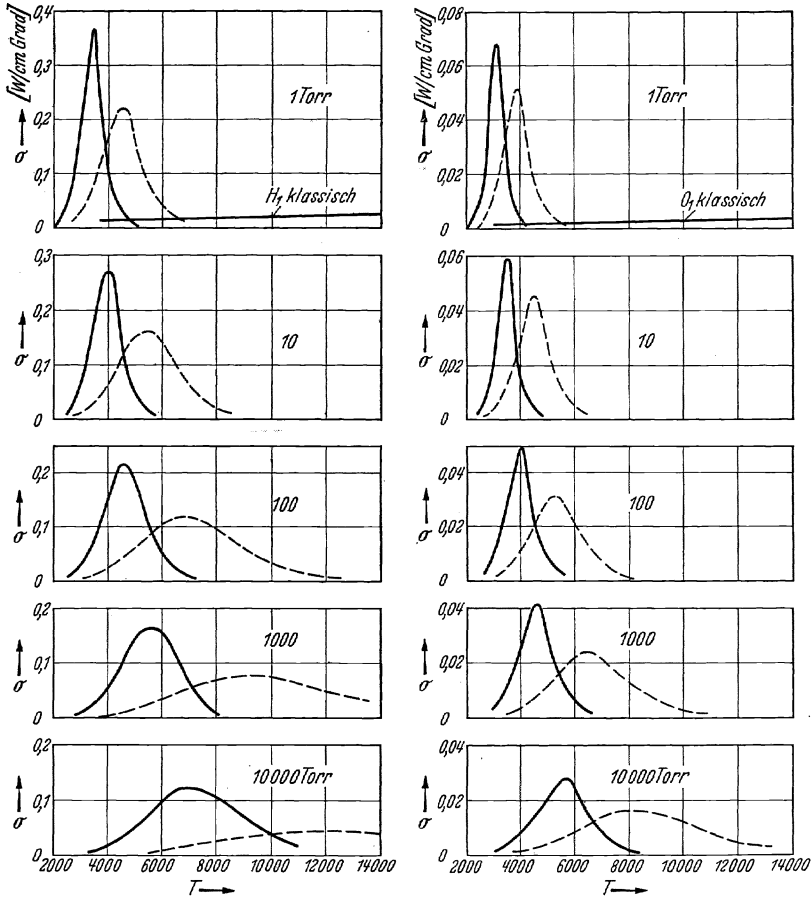 0,4
0,3
0,2
0,1
0
σ → [W/cm Grad]
1 Torr
H₁ klassisch
0,3
0,2
0,1
0
σ →
10
0,2
0,1
0
σ →
100
0,2
0,1
0
σ →
1000
0,2
0,1
0
σ →
10000 Torr
2000 4000 6000 8000 10000 12000 14000
T →
0,08
0,06
0,04
0,02
0
σ → [W/cm Grad]
1 Torr
O₁ klassisch
0,06
0,04
0,02
0
σ →
10
0,04
0,02
0
σ →
100
0,04
0,02
0
σ →
1000
0,04
0,02
0
σ →
10000 Torr
2000 4000 6000 8000 10000 12000 14000
T →